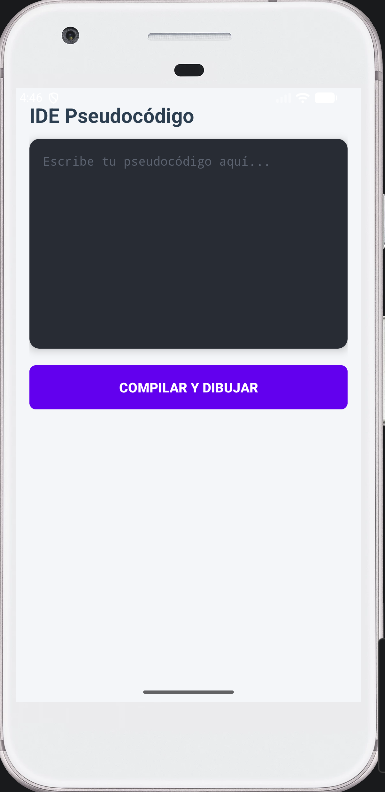 IDE Pseudocódigo
Escribe tu pseudocódigo aquí...
COMPILAR Y DIBUJAR